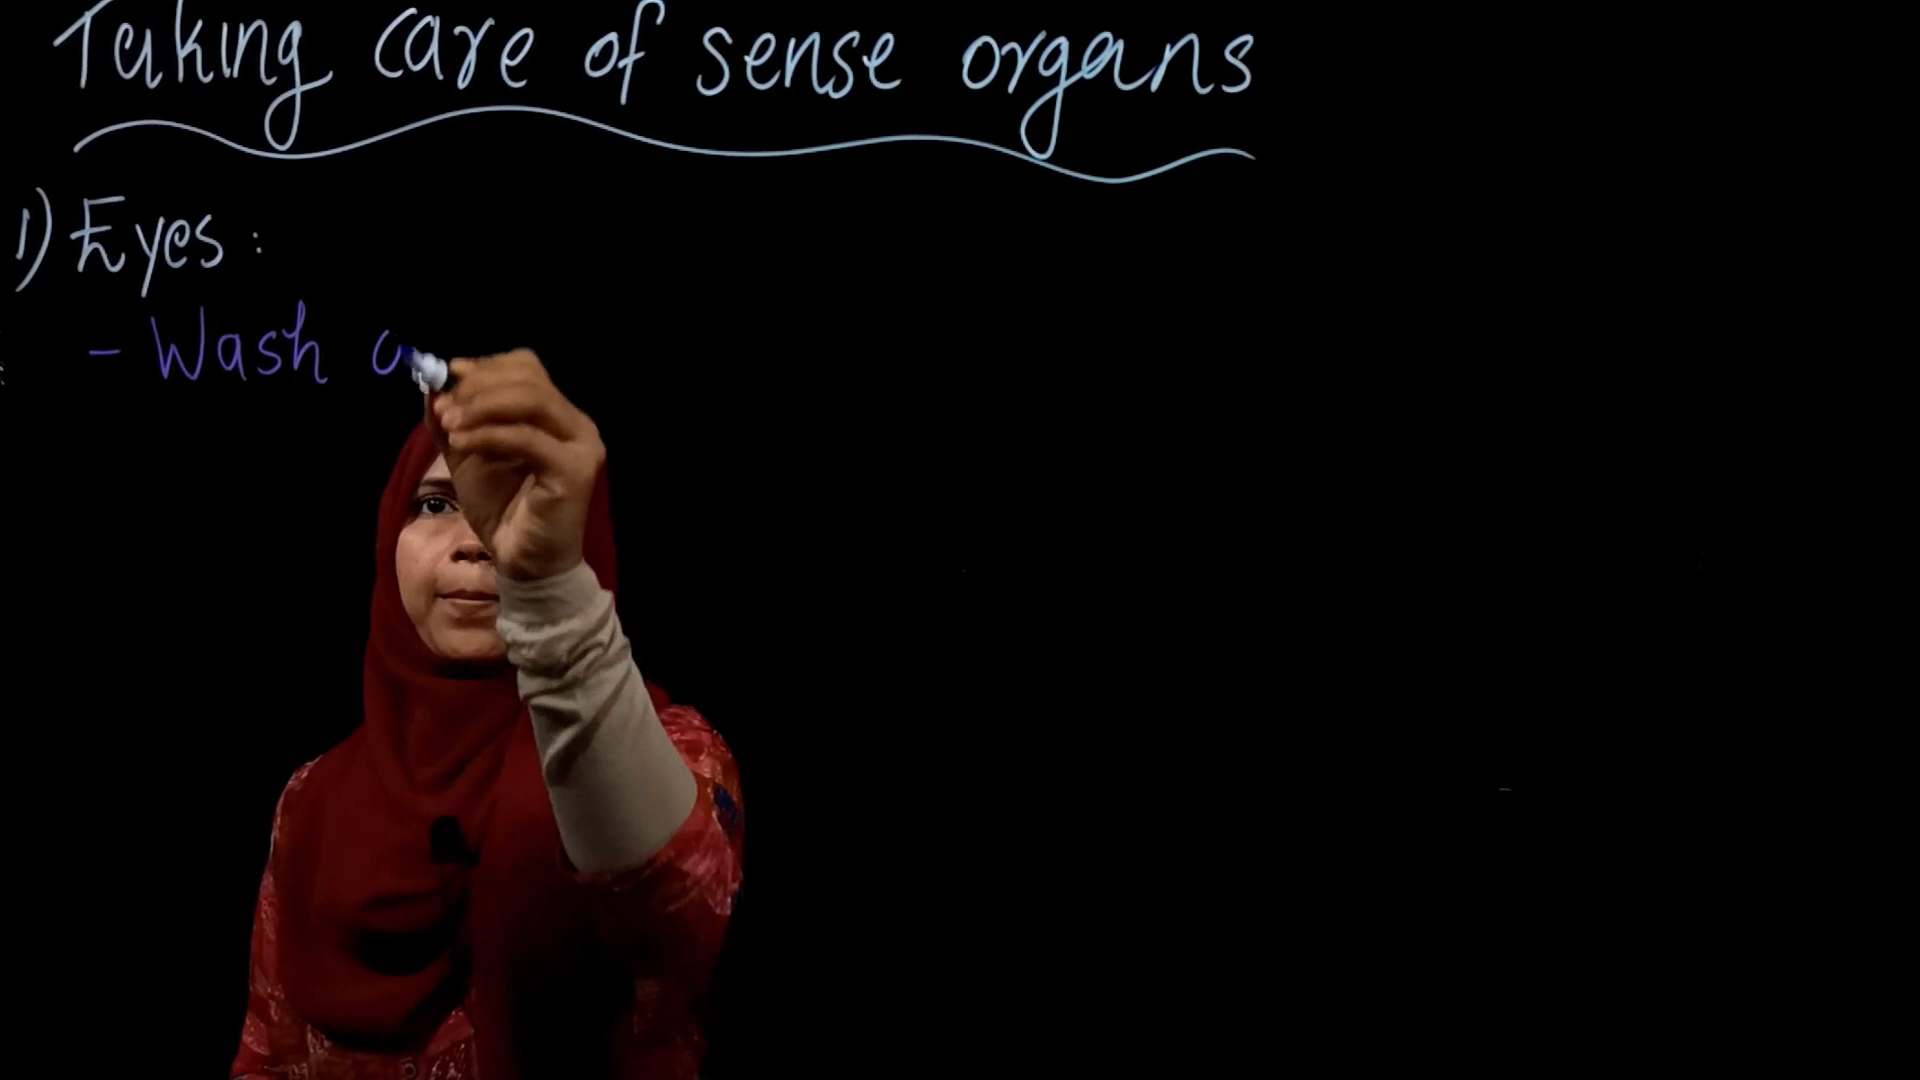 Taking care of sense organs
1) Eyes :
- Wash